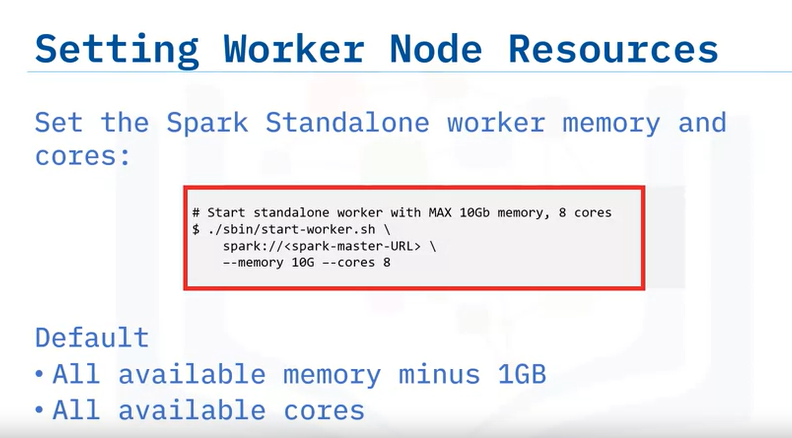 Setting Worker Node Resources
Set the Spark Standalone worker memory and
cores:
# Start standalone worker with MAX 10Gb memory, 8 cores
$ ./sbin/start-worker.sh \
spark://<spark-master-URL> \
––memory 10G ––cores 8
Default
• All available memory minus 1GB
• All available cores